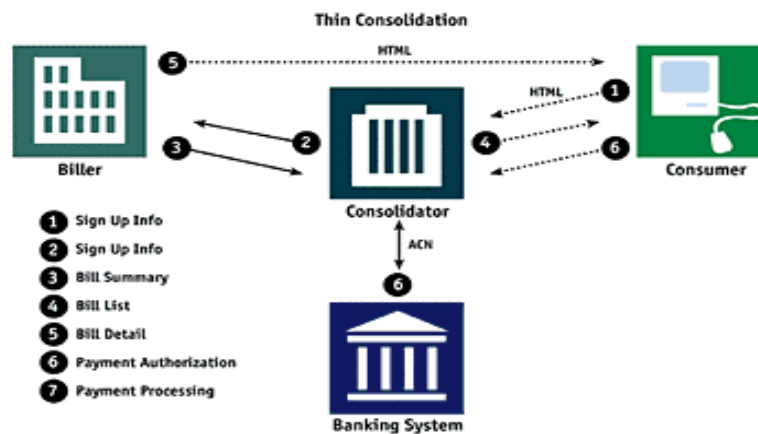 Thin Consolidation
HTML
5
1
HTML
3
2
4
6
Biller
Consumer
Consolidator
1 Sign Up Info
2 Sign Up Info
3 Bill Summary
4 Bill List
5 Bill Detail
6 Payment Authorization
7 Payment Processing
ACN
6
Banking System